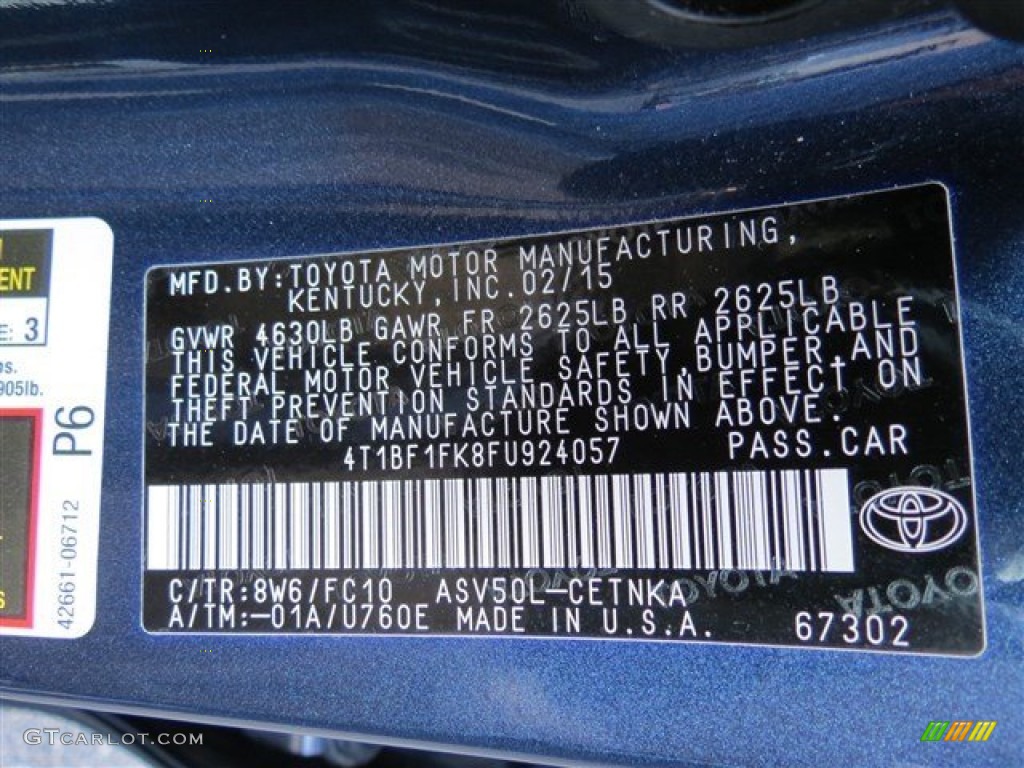 ENT
E: 3
905lb.
P6
42661-06712
MFD.BY:TOYOTA MOTOR MANUFACTURING,
KENTUCKY,INC.02/15
GVWR 4630LB GAWR FR 2625LB RR 2625LB
THIS VEHICLE CONFORMS TO ALL APPLICABLE
FEDERAL MOTOR VEHICLE SAFETY,BUMPER,AND
THEFT PREVENTION STANDARDS IN EFFECT ON
THE DATE OF MANUFACTURE SHOWN ABOVE.
4T1BF1FK8FU924057 PASS.CAR
C/TR:8W6/FC10 ASV50L-CETNKA
A/TM:-01A/U760E MADE IN U.S.A. 67302
TOYOTA
GTCARLOT.COM